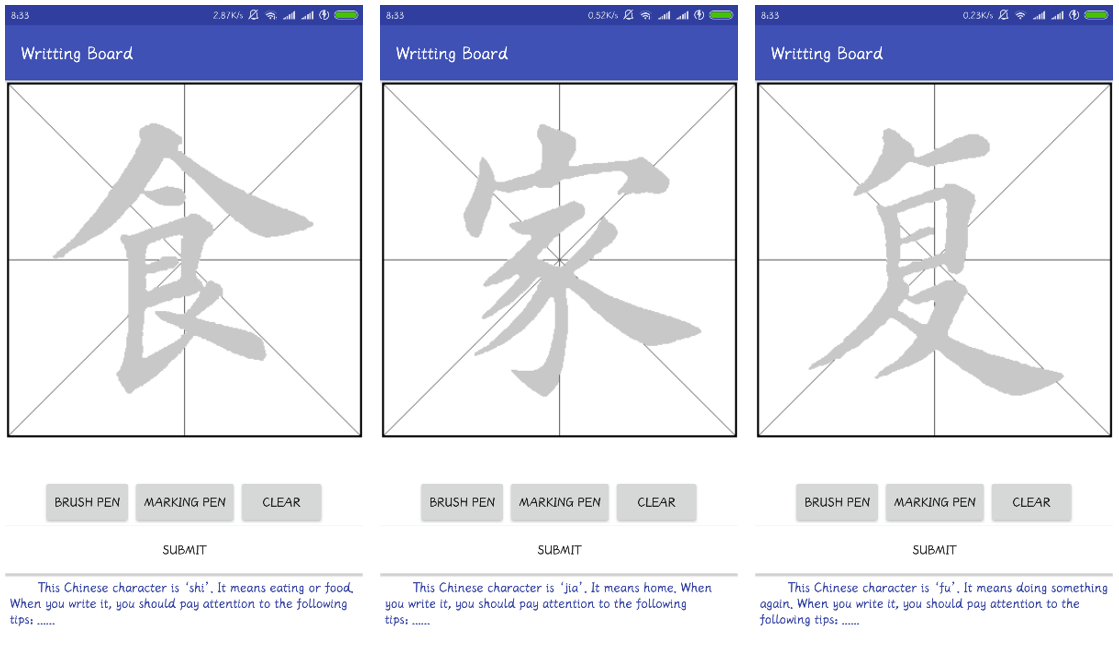 8:33
2.87K/s
Writting Board
食
BRUSH PEN
MARKING PEN
CLEAR
SUBMIT
This Chinese character is ‘shi’. It means eating or food.
When you write it, you should pay attention to the following
tips: ......
8:33
0.52K/s
Writting Board
家
BRUSH PEN
MARKING PEN
CLEAR
SUBMIT
This Chinese character is ‘jia’. It means home. When
you write it, you should pay attention to the following
tips: ......
8:33
0.23K/s
Writting Board
复
BRUSH PEN
MARKING PEN
CLEAR
SUBMIT
This Chinese character is ‘fu’. It means doing something
again. When you write it, you should pay attention to the
following tips: ......